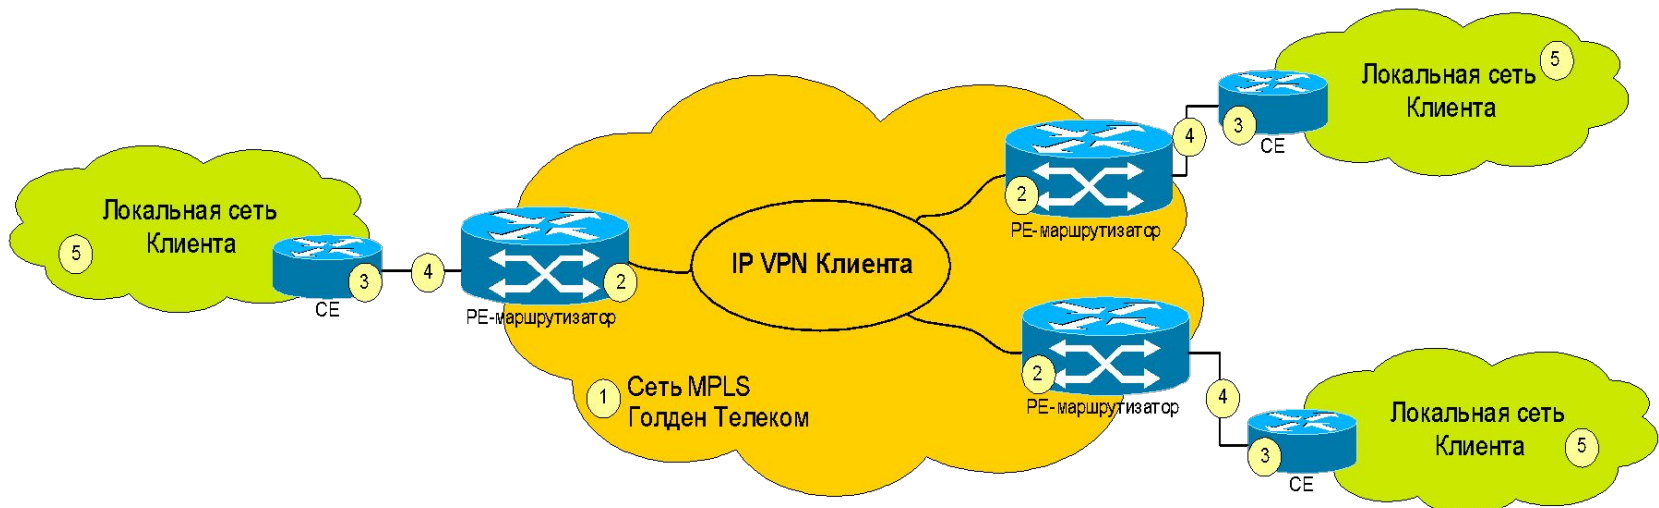 Локальная сеть
Клиента
5
3
CE
4
2
PE-маршрутизатор
IP VPN Клиента
1
Сеть MPLS
Голден Телеком
2
PE-маршрутизатор
4
3
CE
Локальная сеть
Клиента
5
2
PE-маршрутизатор
4
3
CE
Локальная сеть
Клиента
5